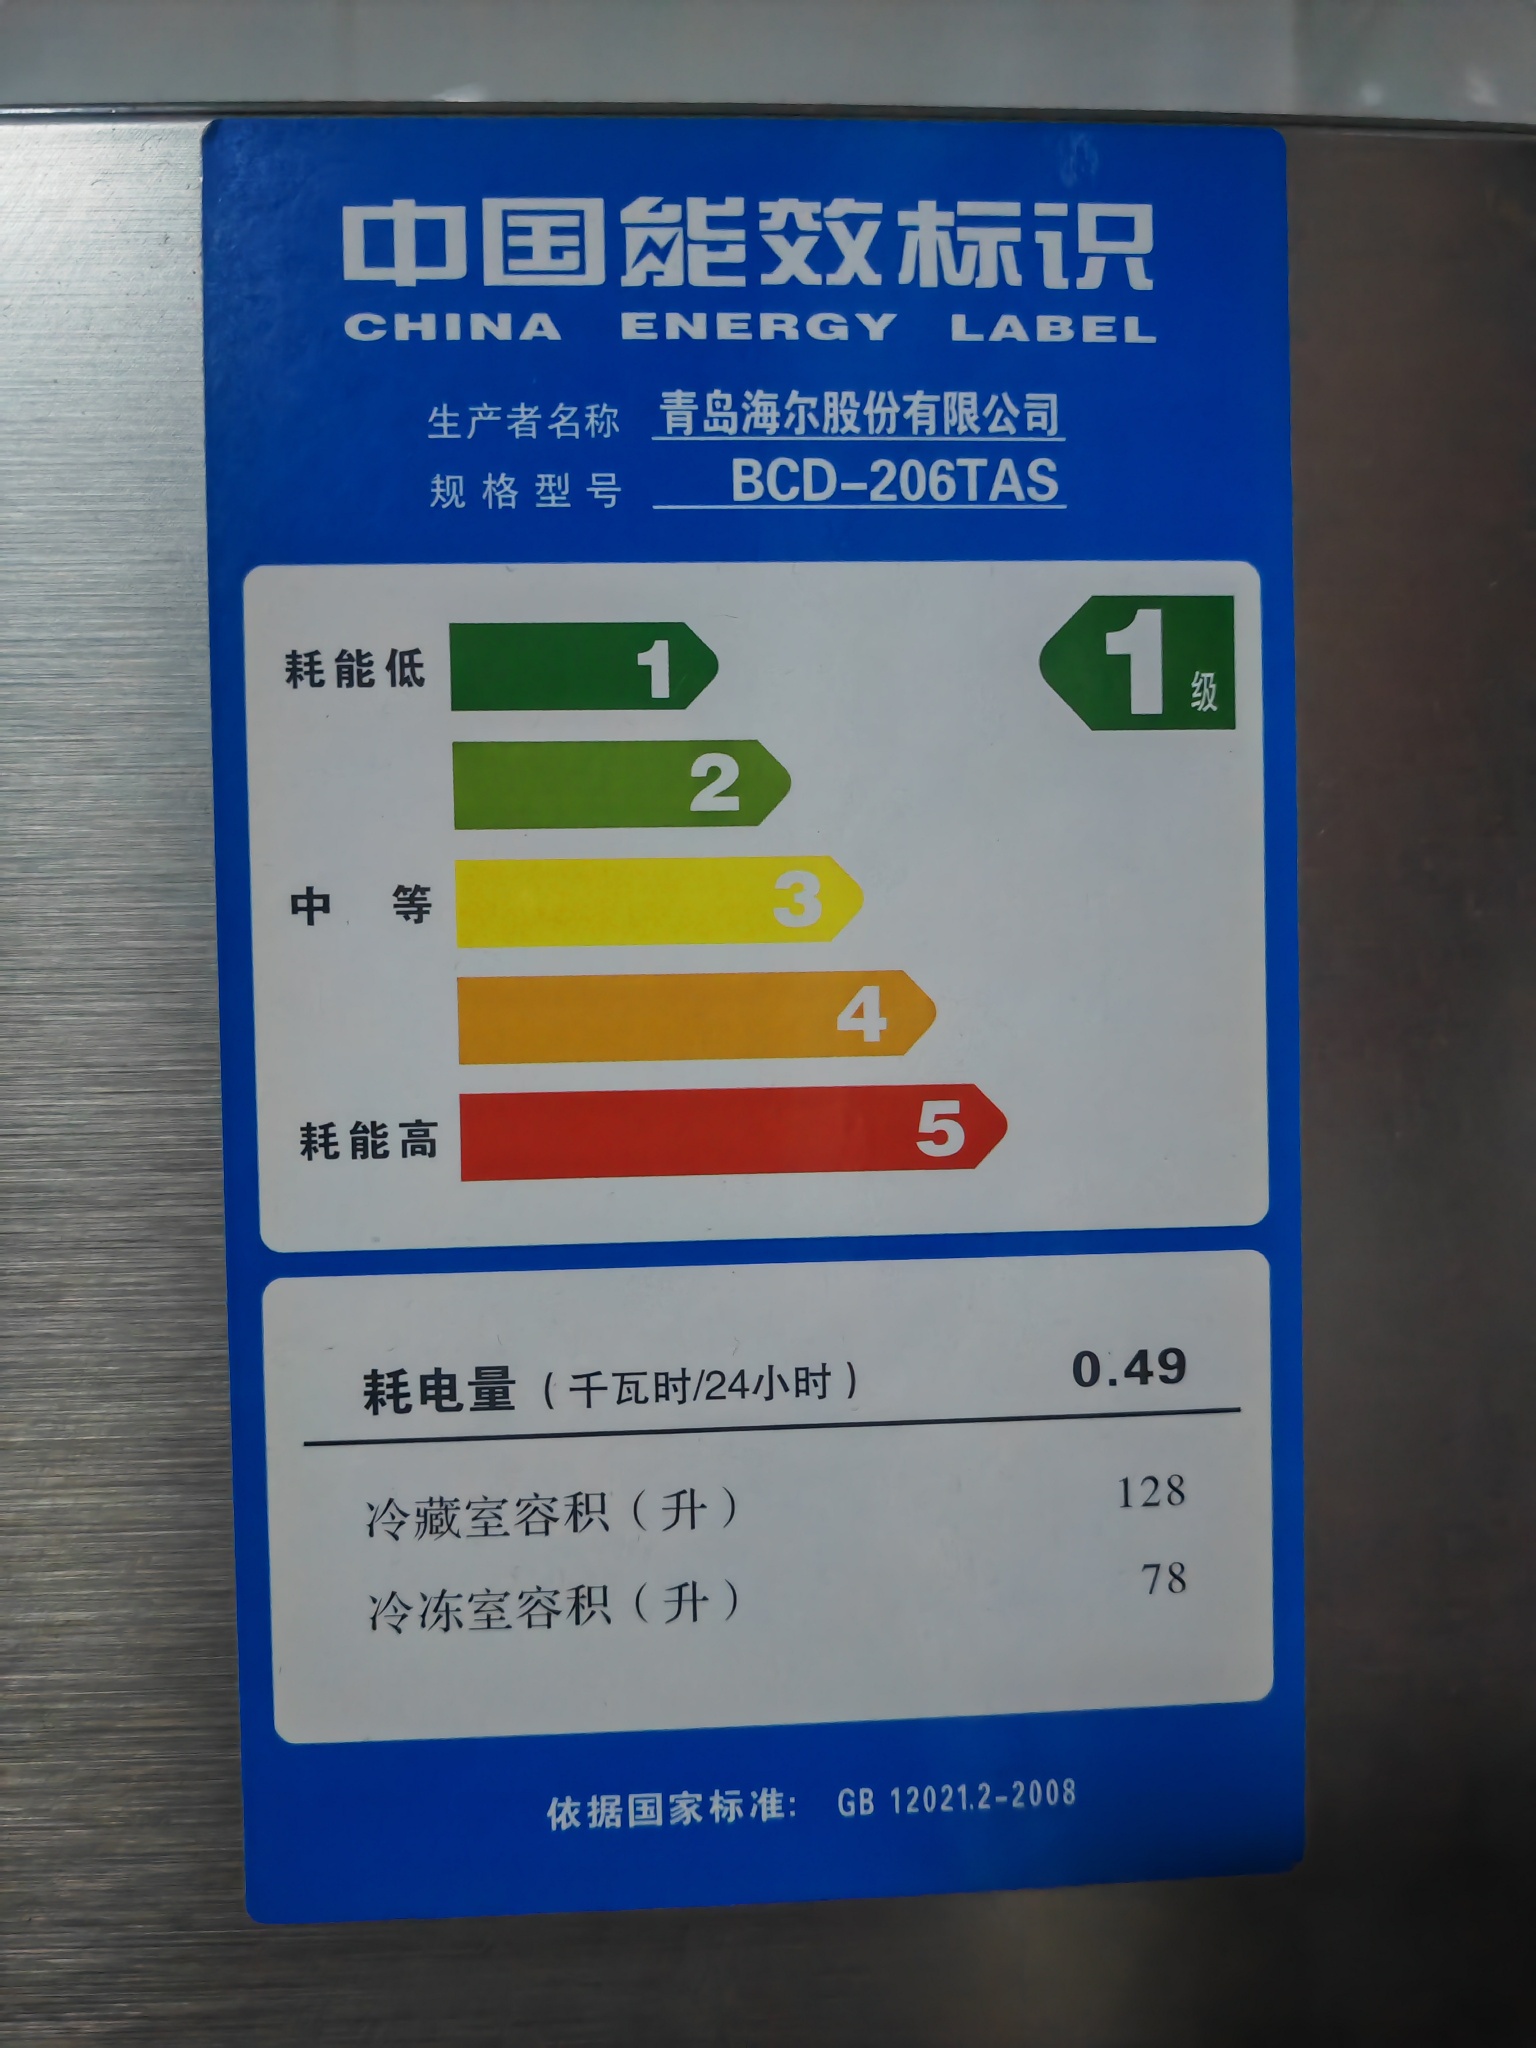 中国能效标识
CHINA ENERGY LABEL
生产者名称 青岛海尔股份有限公司
规格型号 BCD-206TAS
耗能低 1 1级
2
中等 3
4
耗能高 5
耗电量（千瓦时/24小时） 0.49
冷藏室容积（升） 128
冷冻室容积（升） 78
依据国家标准: GB 12021.2-2008